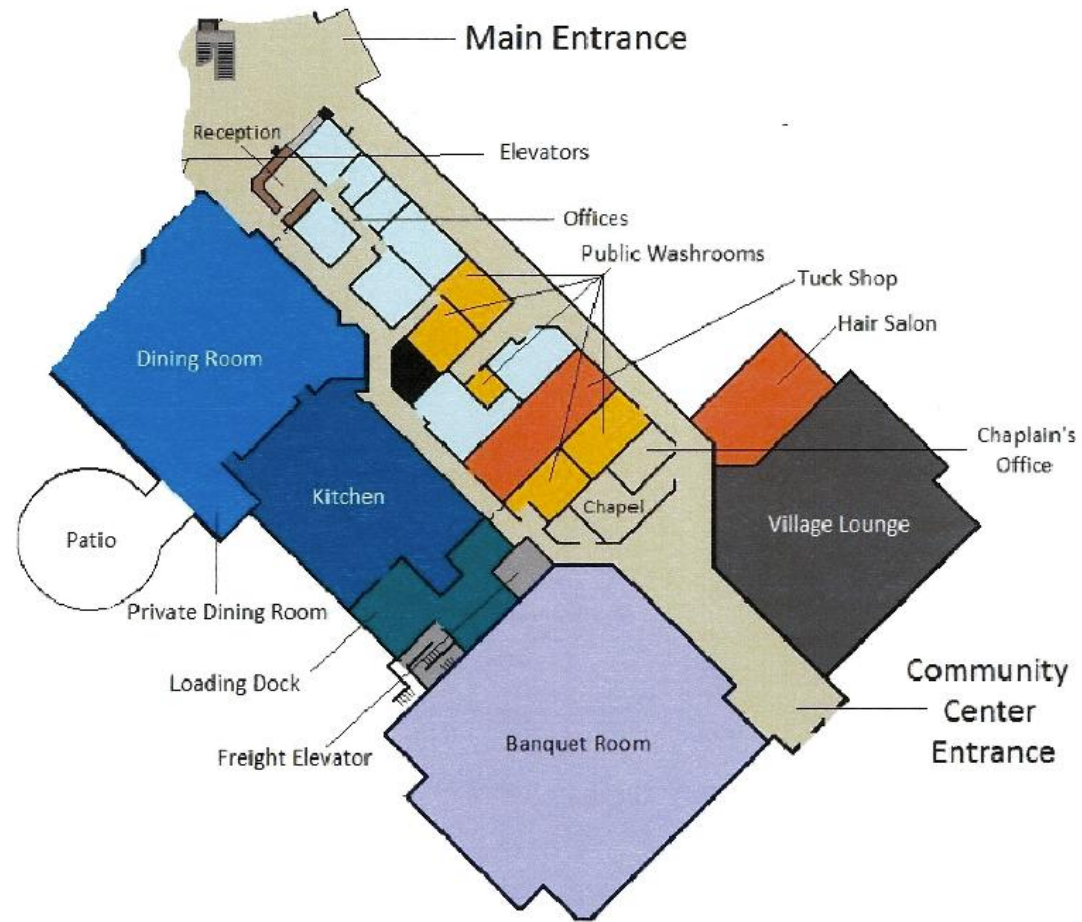 Main Entrance
Reception
Elevators
Offices
Public Washrooms
Tuck Shop
Hair Salon
Dining Room
Chaplain's
Office
Kitchen
Chapel
Village Lounge
Patio
Private Dining Room
Loading Dock
Community
Center
Entrance
Freight Elevator
Banquet Room